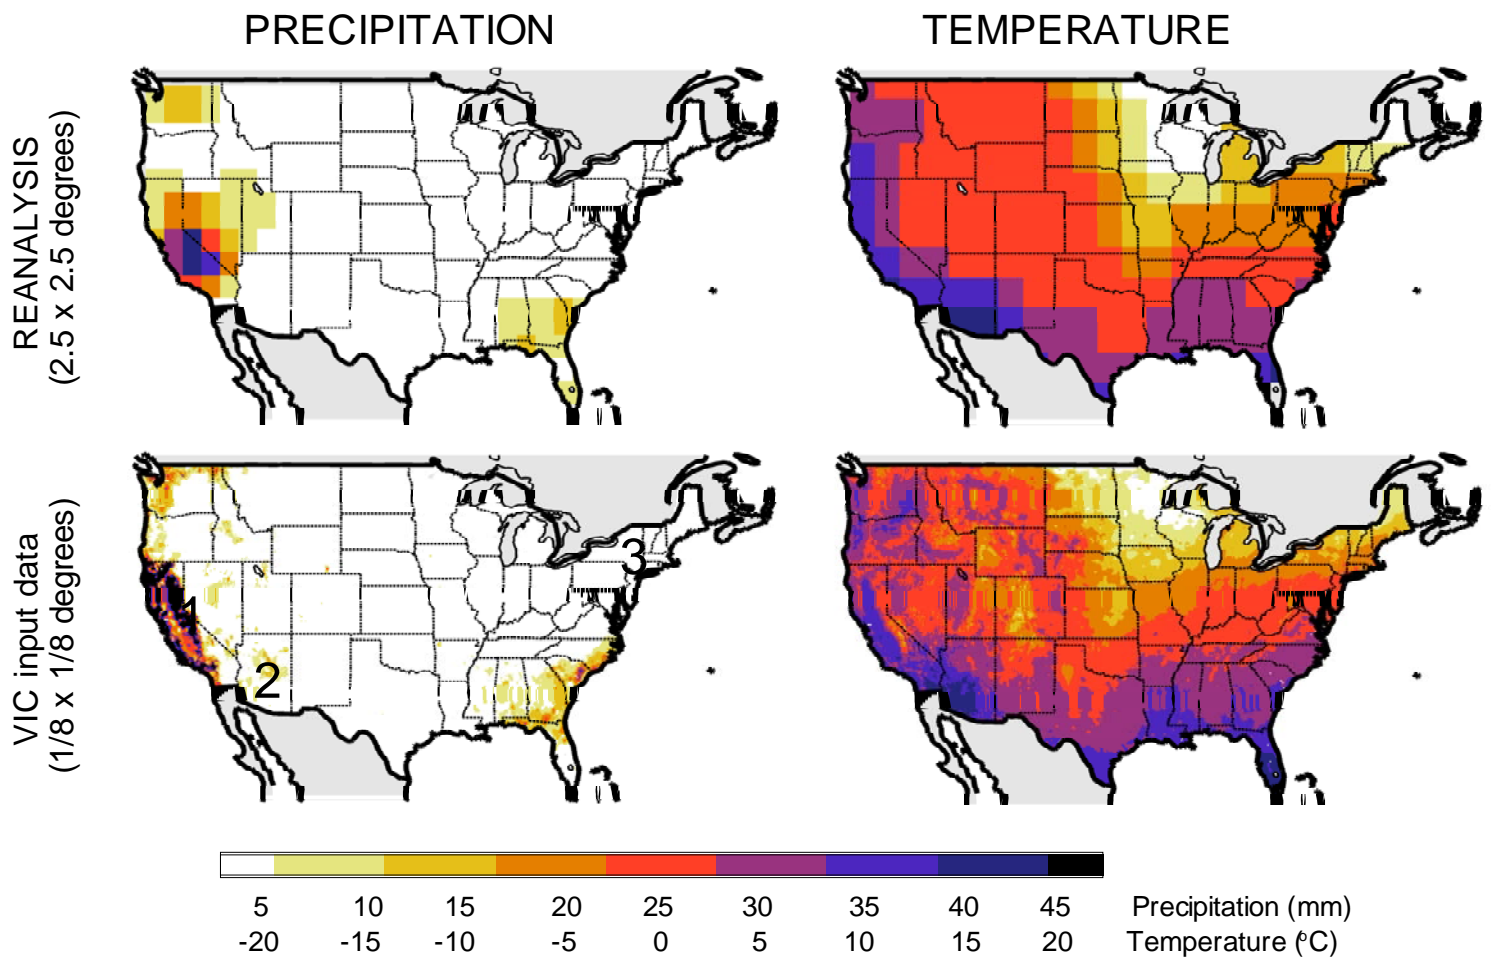 PRECIPITATION
TEMPERATURE
REANALYSIS
(2.5 x 2.5 degrees)
VIC input data
(1/8 x 1/8 degrees)
1
2
3
5 10 15 20 25 30 35 40 45 Precipitation (mm)
-20 -15 -10 -5 0 5 10 15 20 Temperature (°C)